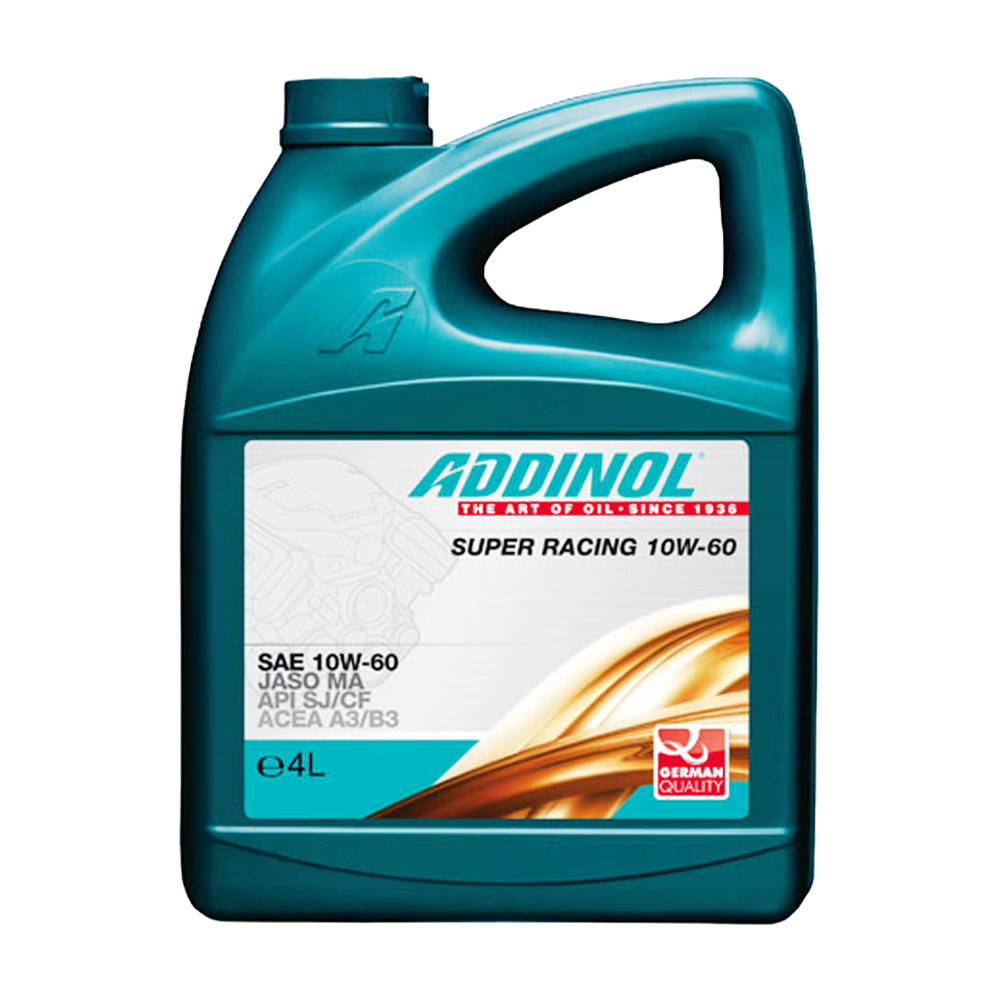 ADDINOL®
THE ART OF OIL • SINCE 1936
SUPER RACING 10W-60
SAE 10W-60
JASO MA
API SJ/CF
ACEA A3/B3
℮4L
GERMAN
QUALITY